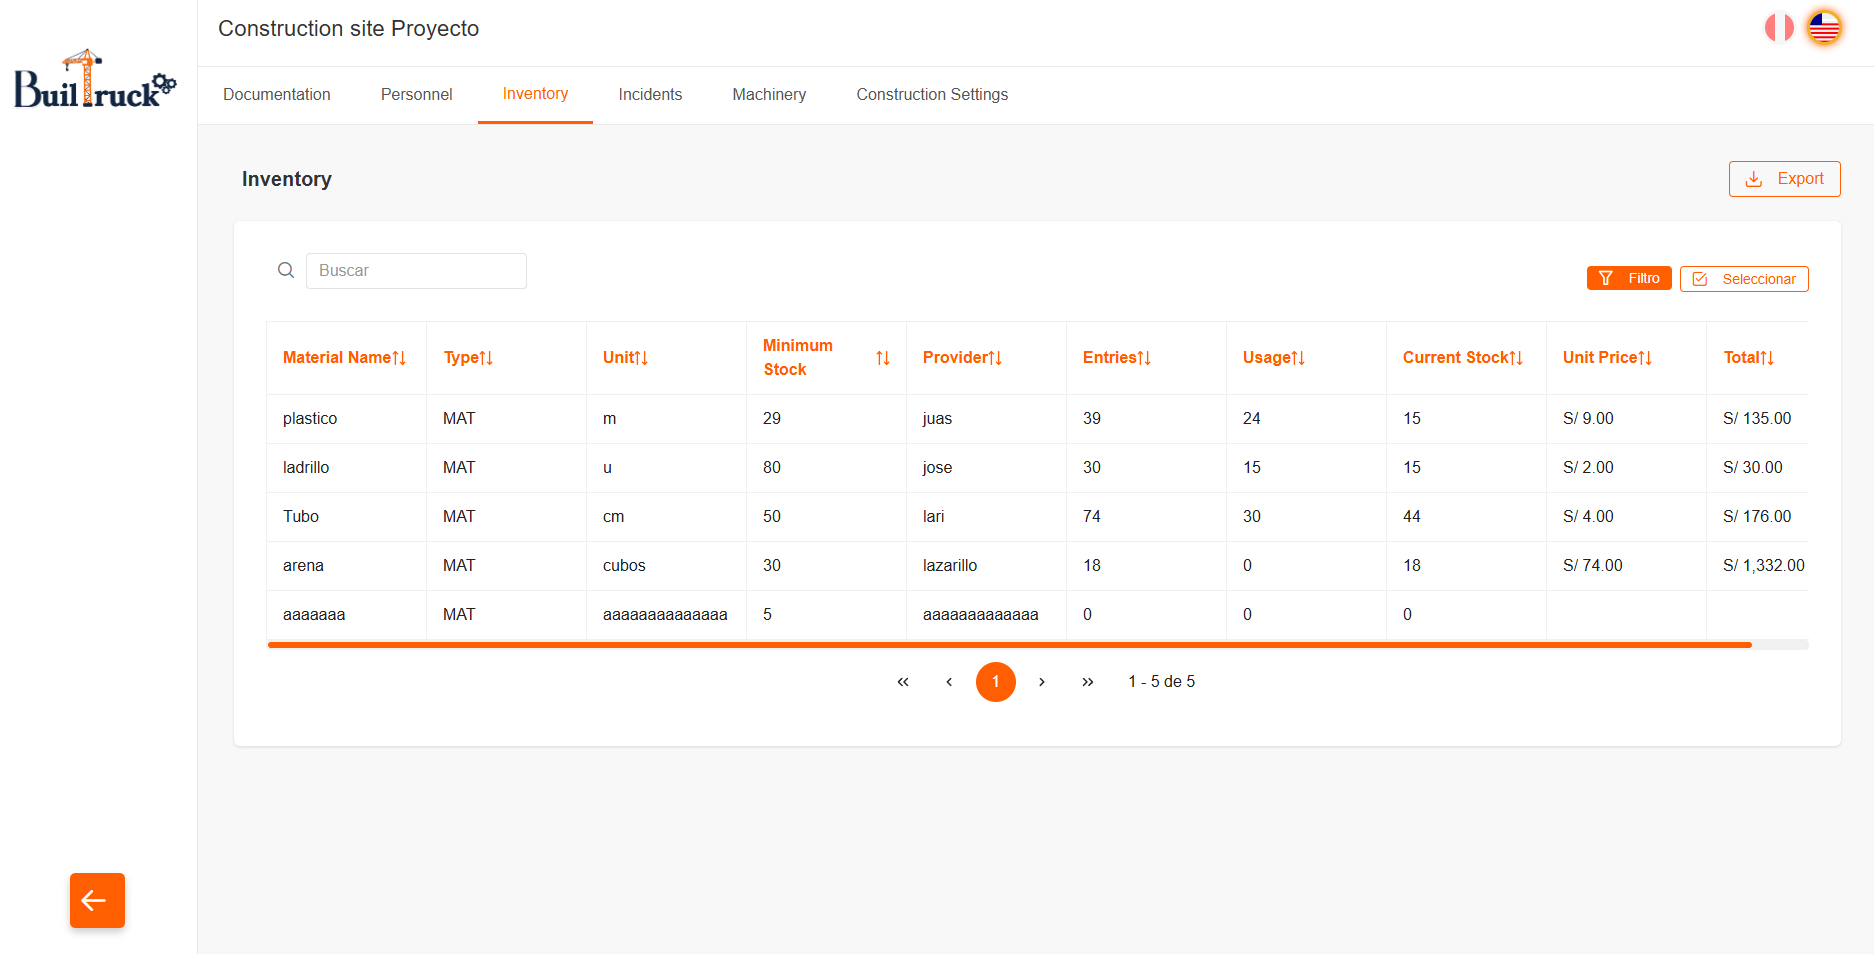 Construction site Proyecto
BuilTruck
Documentation Personnel Inventory Incidents Machinery Construction Settings
Inventory
Export
Buscar
Filtro
Seleccionar
Material Name Type Unit Minimum Stock Provider Entries Usage Current Stock Unit Price Total
plastico MAT m 29 juas 39 24 15 S/ 9.00 S/ 135.00
ladrillo MAT u 80 jose 30 15 15 S/ 2.00 S/ 30.00
Tubo MAT cm 50 lari 74 30 44 S/ 4.00 S/ 176.00
arena MAT cubos 30 lazarillo 18 0 18 S/ 74.00 S/ 1,332.00
aaaaaaa MAT aaaaaaaaaaaaaa 5 aaaaaaaaaaaaa 0 0 0
« ‹ 1 › » 1 - 5 de 5